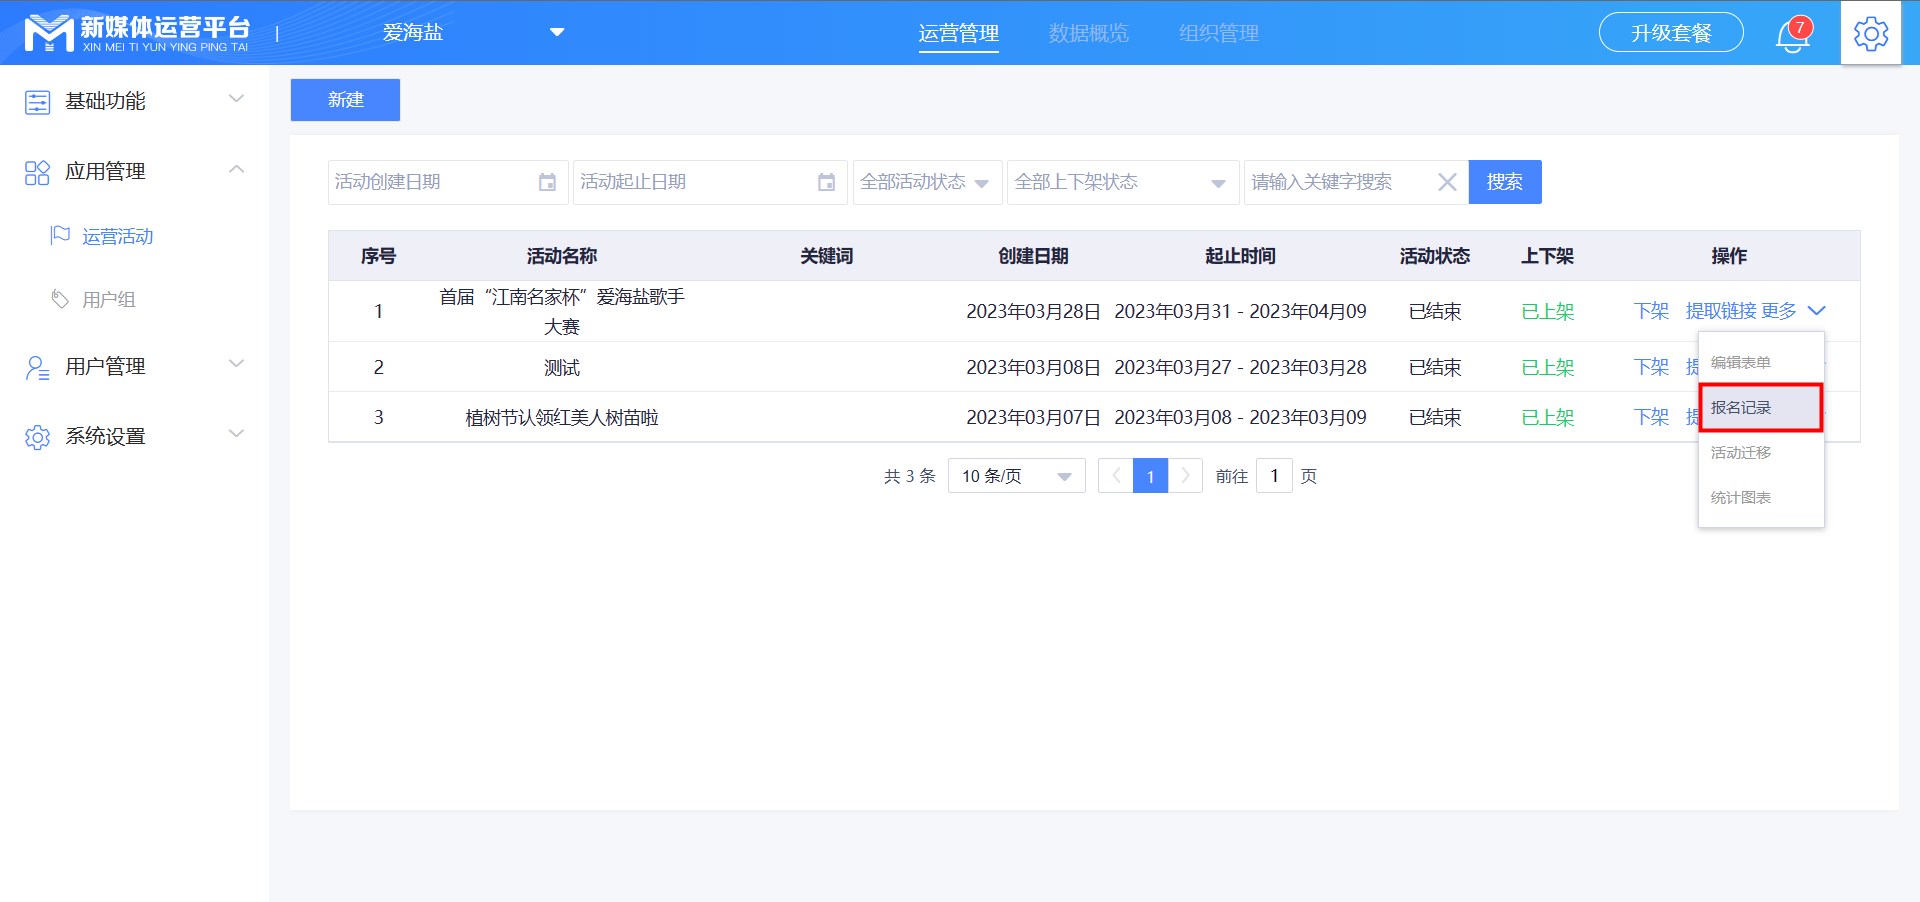 新媒体运营平台
XIN MEI TI YUN YING PING TAI
|
爱海盐
运营管理
数据概览
组织管理
升级套餐
7
基础功能
应用管理
运营活动
用户组
用户管理
系统设置
新建
活动创建日期
活动起止日期
全部活动状态
全部上下架状态
请输入关键字搜索
搜索
序号 活动名称 关键词 创建日期 起止时间 活动状态 上下架 操作
1 首届“江南名家杯”爱海盐歌手 2023年03月28日 2023年03月31 - 2023年04月09 已结束 已上架 下架 提取链接 更多
大赛
2 测试 2023年03月08日 2023年03月27 - 2023年03月28 已结束 已上架 下架 提
3 植树节认领红美人树苗啦 2023年03月07日 2023年03月08 - 2023年03月09 已结束 已上架 下架 提
编辑表单
报名记录
活动迁移
统计图表
共 3 条 10 条/页 1 前往 1 页